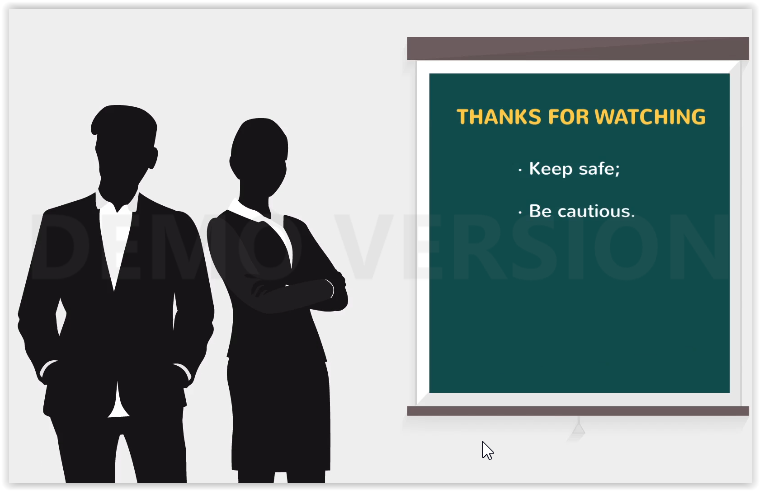 THANKS FOR WATCHING
· Keep safe;
· Be cautious.
DEMO VERSION